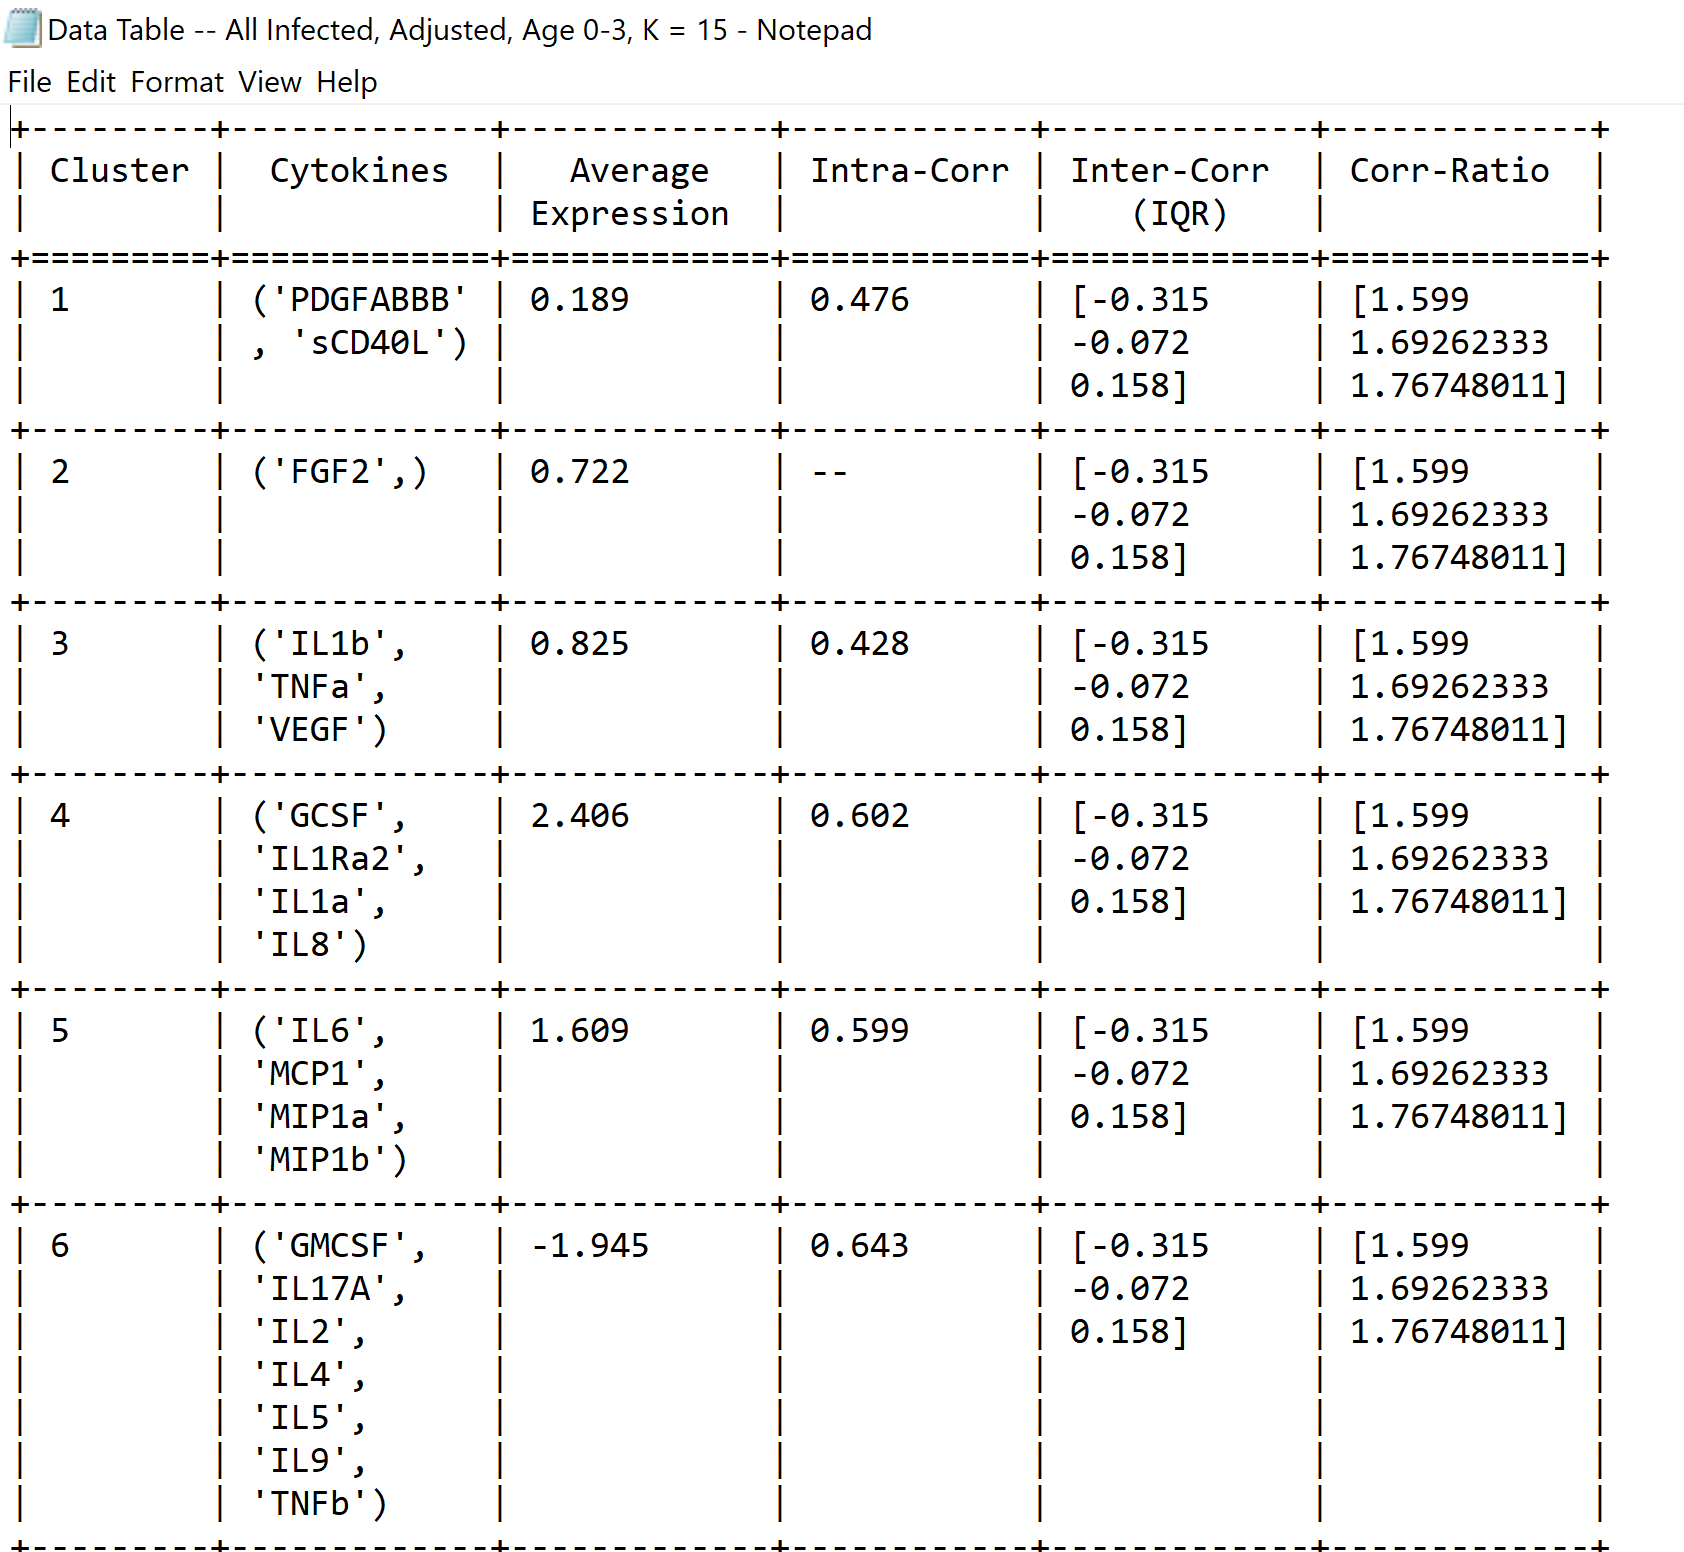 Data Table -- All Infected, Adjusted, Age 0-3, K = 15 - Notepad
File Edit Format View Help
+---------+-------------+-------------+------------+-------------+-------------+
| Cluster |  Cytokines  |   Average   | Intra-Corr | Inter-Corr  | Corr-Ratio  |
|         |             | Expression  |            |    (IQR)    |             |
+=========+=============+=============+============+=============+=============+
| 1       | ('PDGFABBB' | 0.189       | 0.476      | [-0.315     | [1.599      |
|         | , 'sCD40L') |             |            | -0.072      | 1.69262333  |
|         |             |             |            | 0.158]      | 1.76748011] |
+---------+-------------+-------------+------------+-------------+-------------+
| 2       | ('FGF2',)   | 0.722       | --         | [-0.315     | [1.599      |
|         |             |             |            | -0.072      | 1.69262333  |
|         |             |             |            | 0.158]      | 1.76748011] |
+---------+-------------+-------------+------------+-------------+-------------+
| 3       | ('IL1b',    | 0.825       | 0.428      | [-0.315     | [1.599      |
|         | 'TNFa',     |             |            | -0.072      | 1.69262333  |
|         | 'VEGF')     |             |            | 0.158]      | 1.76748011] |
+---------+-------------+-------------+------------+-------------+-------------+
| 4       | ('GCSF',    | 2.406       | 0.602      | [-0.315     | [1.599      |
|         | 'IL1Ra2',   |             |            | -0.072      | 1.69262333  |
|         | 'IL1a',     |             |            | 0.158]      | 1.76748011] |
|         | 'IL8')      |             |            |             |             |
+---------+-------------+-------------+------------+-------------+-------------+
| 5       | ('IL6',     | 1.609       | 0.599      | [-0.315     | [1.599      |
|         | 'MCP1',     |             |            | -0.072      | 1.69262333  |
|         | 'MIP1a',    |             |            | 0.158]      | 1.76748011] |
|         | 'MIP1b')    |             |            |             |             |
+---------+-------------+-------------+------------+-------------+-------------+
| 6       | ('GMCSF',   | -1.945      | 0.643      | [-0.315     | [1.599      |
|         | 'IL17A',    |             |            | -0.072      | 1.69262333  |
|         | 'IL2',      |             |            | 0.158]      | 1.76748011] |
|         | 'IL4',      |             |            |             |             |
|         | 'IL5',      |             |            |             |             |
|         | 'IL9',      |             |            |             |             |
|         | 'TNFb')     |             |            |             |             |
+---------+-------------+-------------+------------+-------------+-------------+